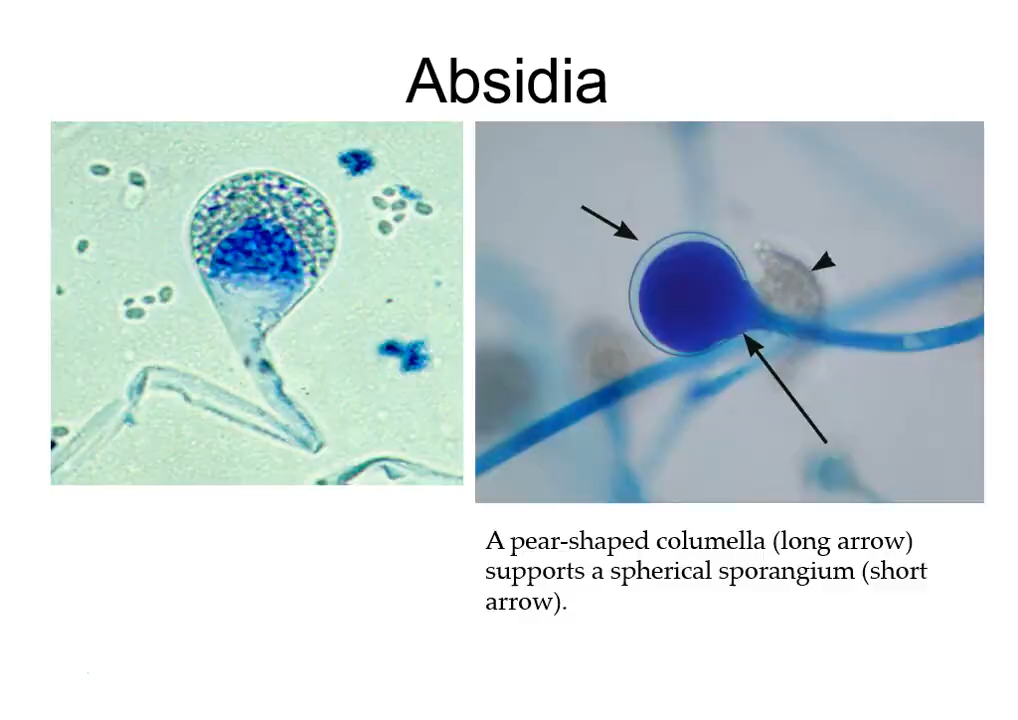 Absidia
A pear-shaped columella (long arrow)
supports a spherical sporangium (short
arrow).